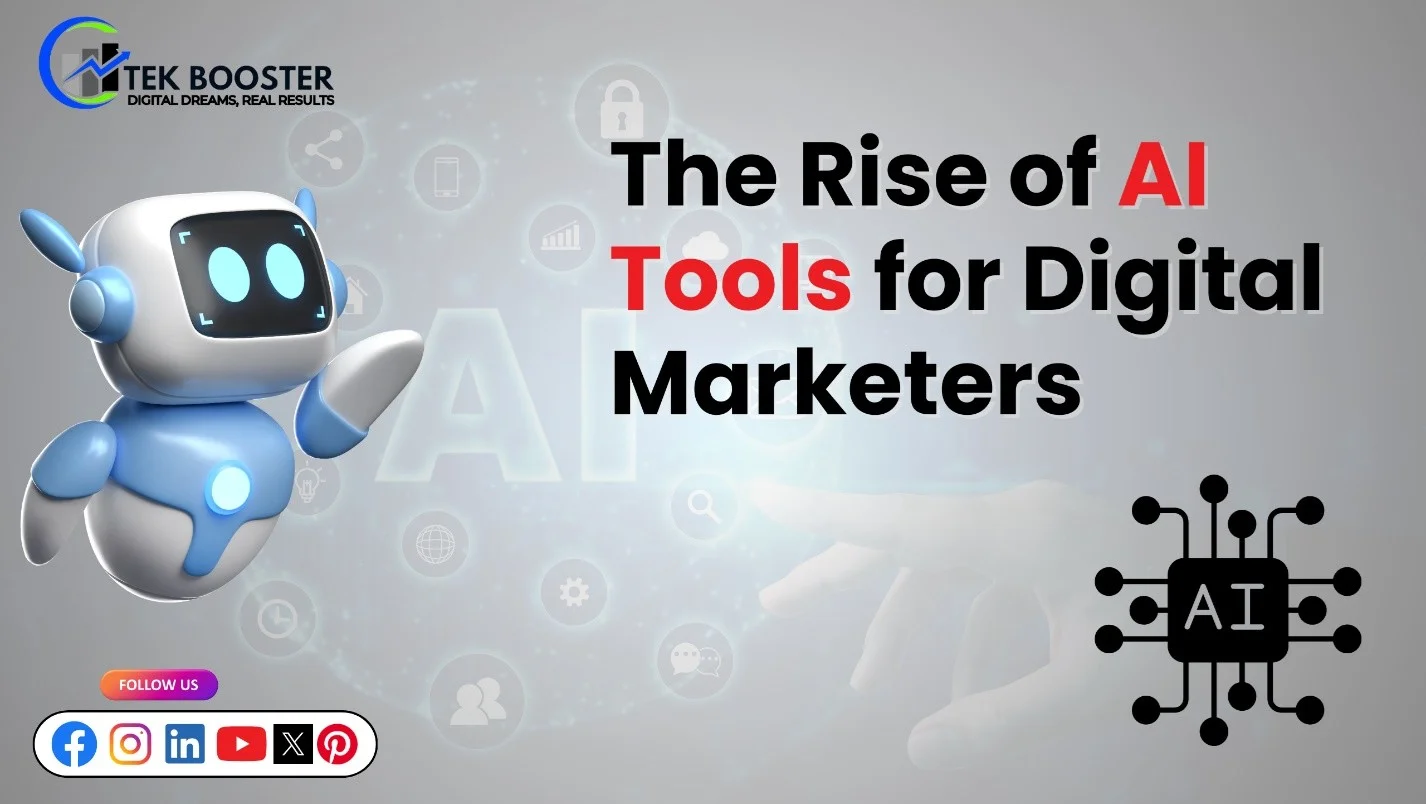 TEK BOOSTER
DIGITAL DREAMS, REAL RESULTS
The Rise of AI
Tools for Digital
Marketers
AI
AI
FOLLOW US